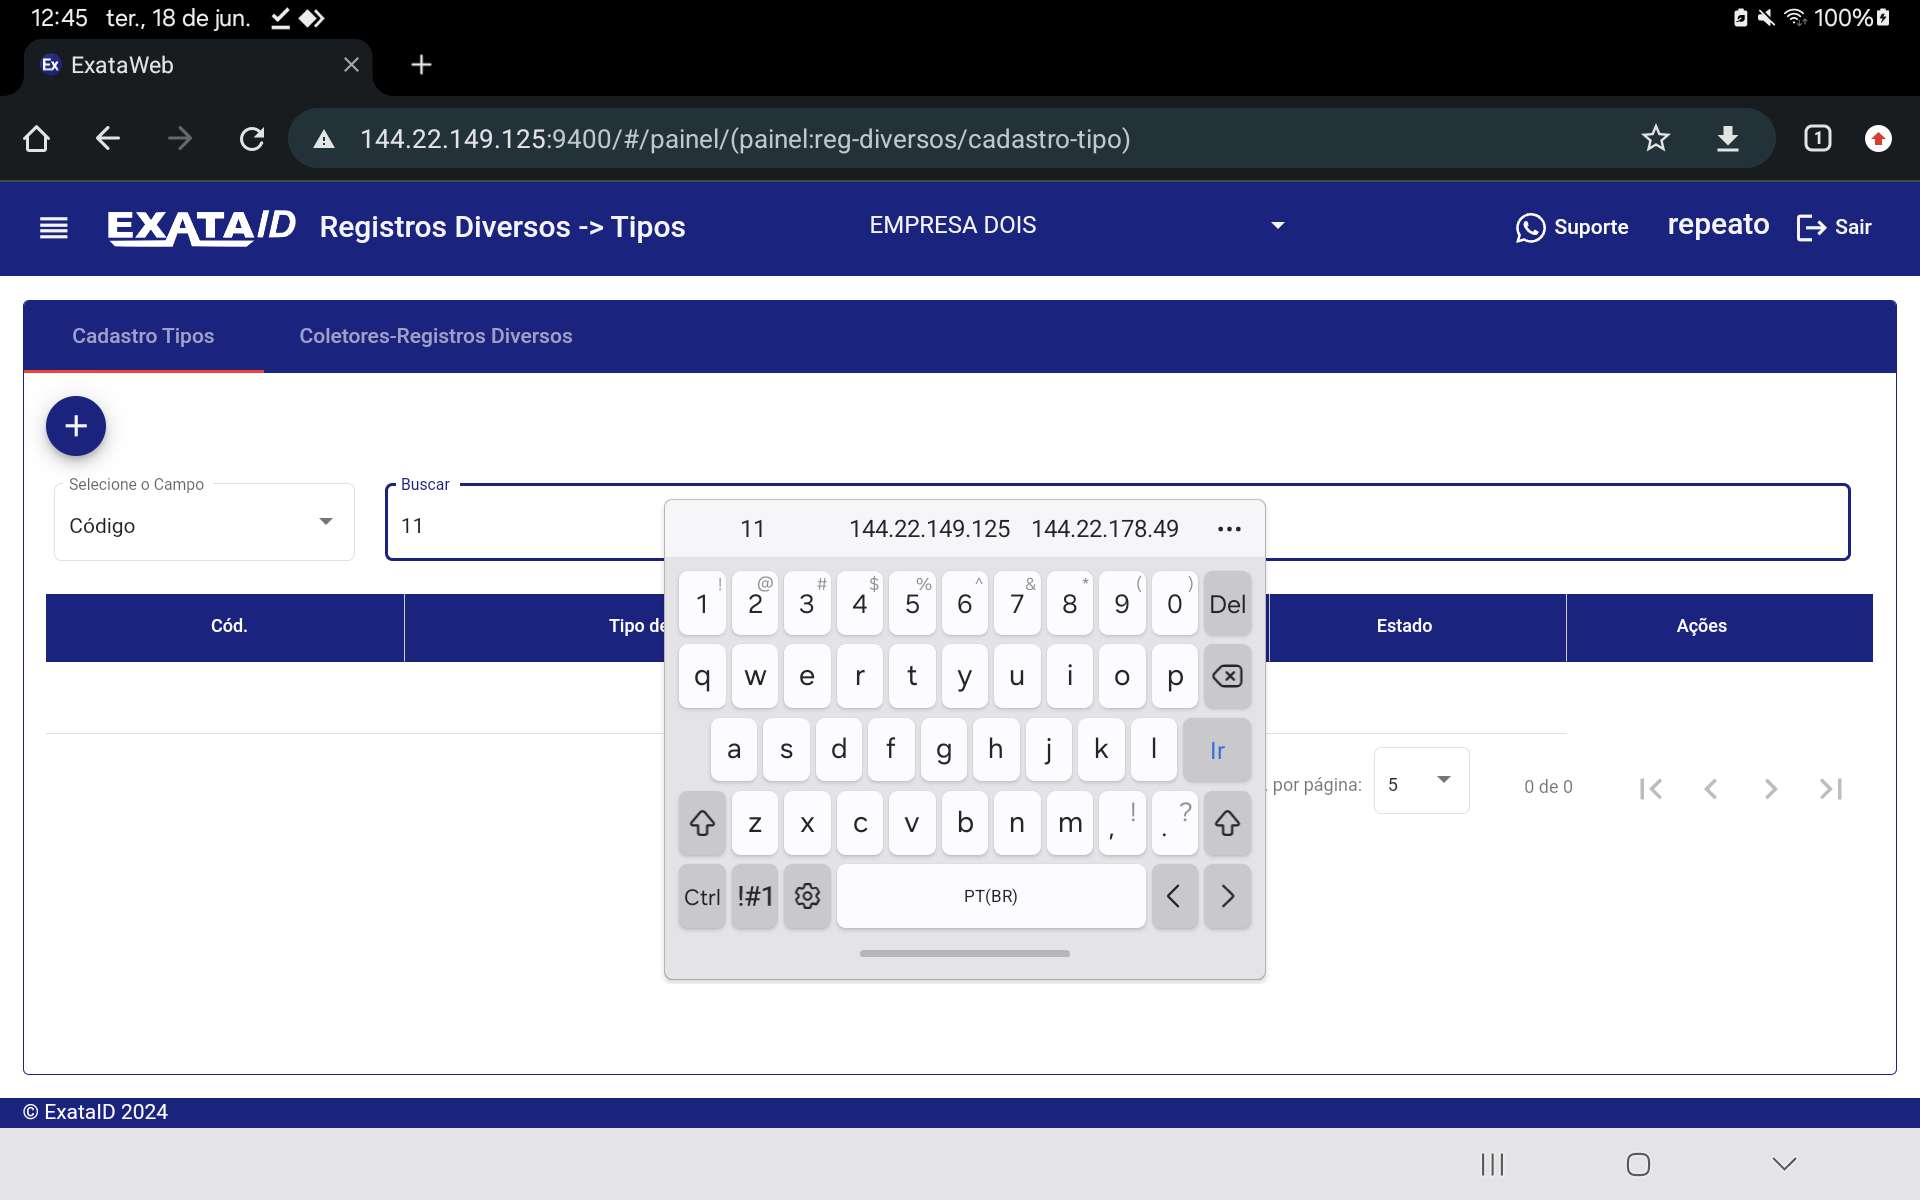 12:45 ter., 18 de jun. 100%
Ex ExataWeb
144.22.149.125:9400/#/painel/(painel:reg-diversos/cadastro-tipo) 1
EXATAID Registros Diversos -> Tipos EMPRESA DOIS Suporte repeato Sair
Cadastro Tipos Coletores-Registros Diversos
+
Selecione o Campo Buscar
Código 11
11 144.22.149.125 144.22.178.49 ...
! @ # $ % ^ & * ( )
1 2 3 4 5 6 7 8 9 0 Del
Cód. Tipo de Estado Ações
q w e r t y u i o p
a s d f g h j k l Ir
por página: 5 0 de 0
z x c v b n m , ! . ?
Ctrl !#1 PT(BR) < >
© ExataID 2024